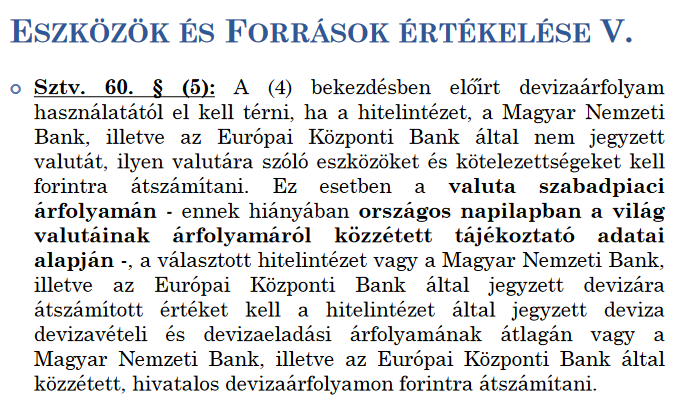 ESZKÖZÖK ÉS FORRÁSOK ÉRTÉKELÉSE V.
Sztv. 60. § (5): A (4) bekezdésben előírt devizaárfolyam
használatától el kell térni, ha a hitelintézet, a Magyar Nemzeti
Bank, illetve az Európai Központi Bank által nem jegyzett
valutát, ilyen valutára szóló eszközöket és kötelezettségeket kell
forintra átszámítani. Ez esetben a valuta szabadpiaci
árfolyamán - ennek hiányában országos napilapban a világ
valutáinak árfolyamáról közzétett tájékoztató adatai
alapján -, a választott hitelintézet vagy a Magyar Nemzeti Bank,
illetve az Európai Központi Bank által jegyzett devizára
átszámított értéket kell a hitelintézet által jegyzett deviza
devizavételi és devizaeladási árfolyamának átlagán vagy a
Magyar Nemzeti Bank, illetve az Európai Központi Bank által
közzétett, hivatalos devizaárfolyamon forintra átszámítani.